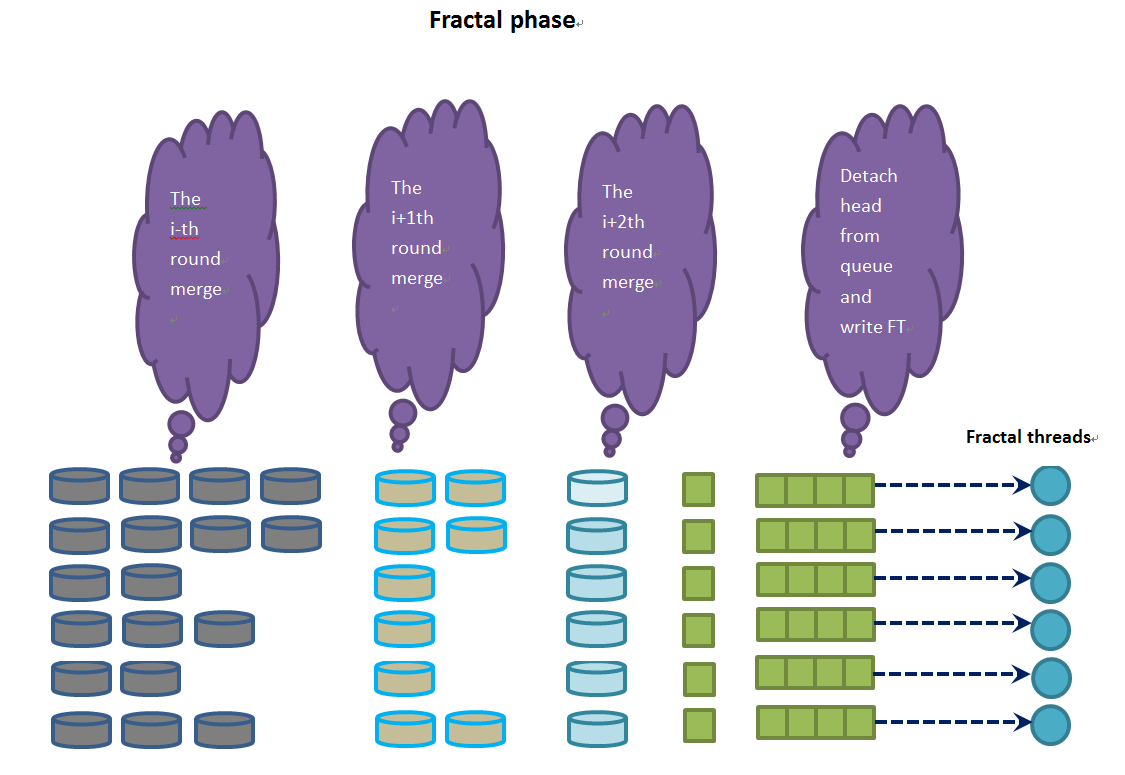 Fractal phase
The
i-th
round
merge
The
i+1th
round
merge
The
i+2th
round
merge
Detach
head
from
queue
and
write FT
Fractal threads